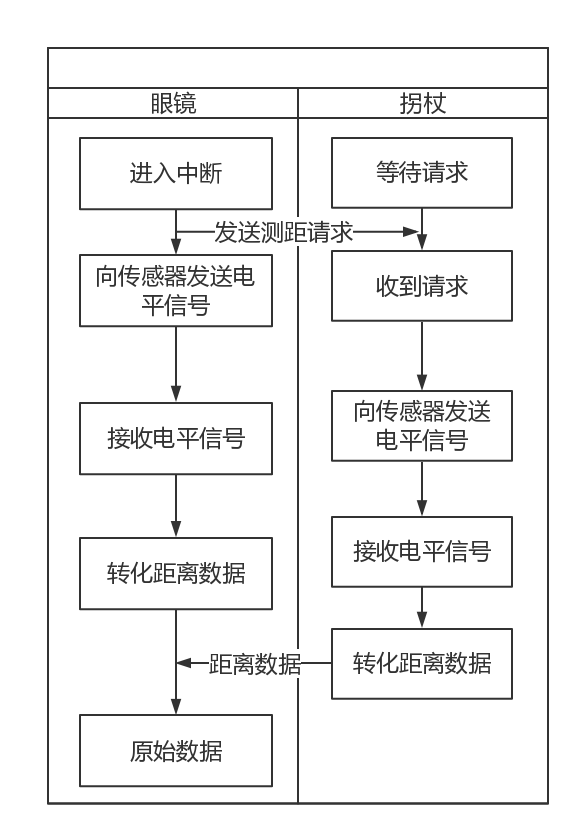 眼镜
拐杖
进入中断
等待请求
发送测距请求
向传感器发送电
平信号
收到请求
接收电平信号
向传感器发送
电平信号
转化距离数据
接收电平信号
距离数据
转化距离数据
原始数据